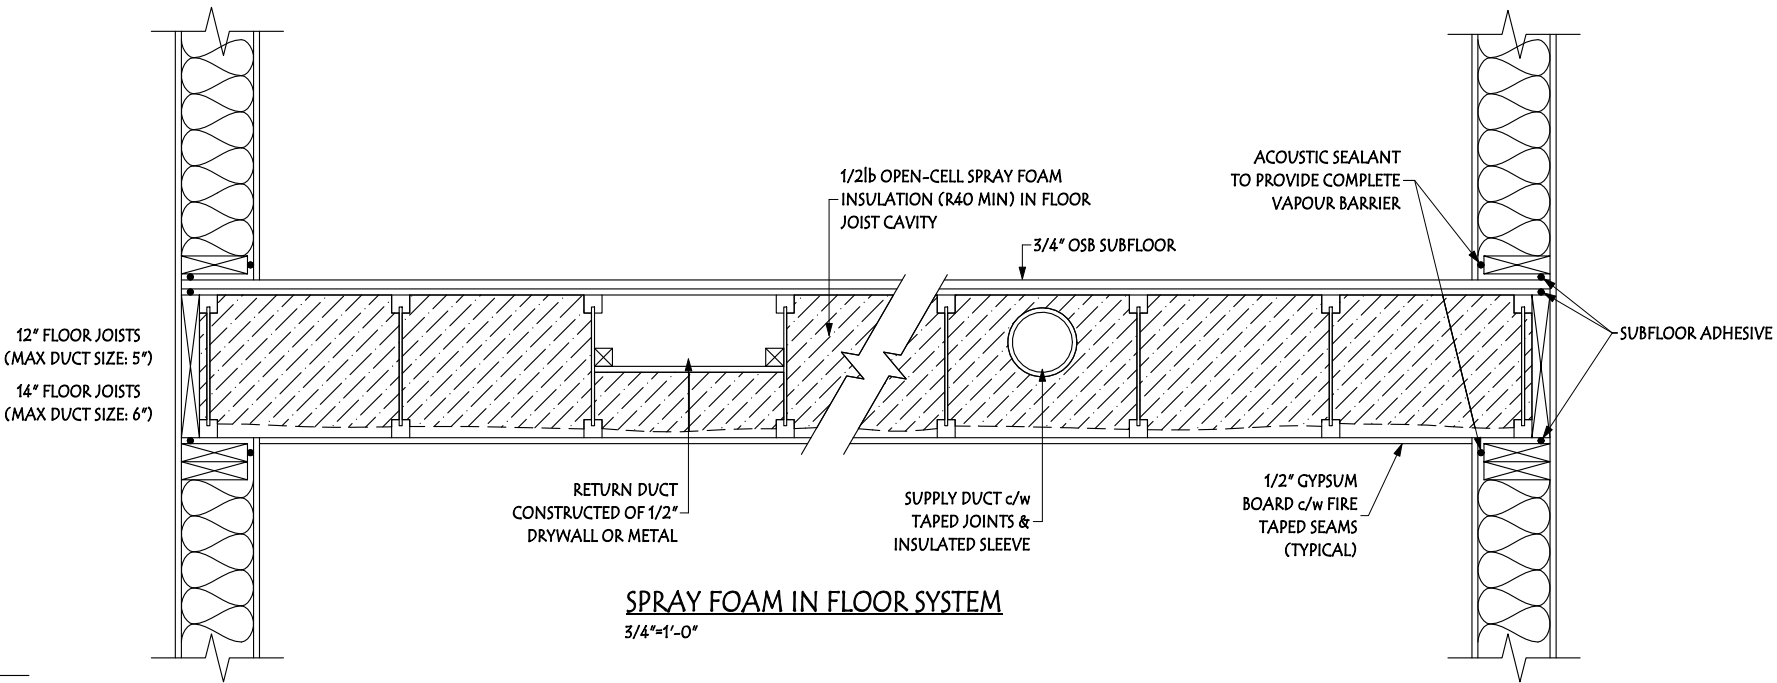 1/2lb OPEN-CELL SPRAY FOAM
INSULATION (R40 MIN) IN FLOOR
JOIST CAVITY
3/4" OSB SUBFLOOR
ACOUSTIC SEALANT
TO PROVIDE COMPLETE
VAPOUR BARRIER
12" FLOOR JOISTS
(MAX DUCT SIZE: 5")
14" FLOOR JOISTS
(MAX DUCT SIZE: 6")
SUBFLOOR ADHESIVE
RETURN DUCT
CONSTRUCTED OF 1/2"
DRYWALL OR METAL
SUPPLY DUCT c/w
TAPED JOINTS &
INSULATED SLEEVE
1/2" GYPSUM
BOARD c/w FIRE
TAPED SEAMS
(TYPICAL)
SPRAY FOAM IN FLOOR SYSTEM
3/4"=1'-0"